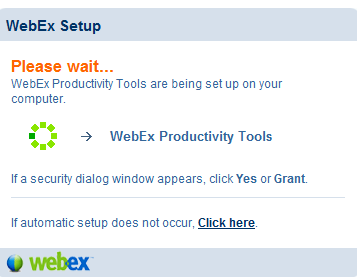 WebEx Setup
Please wait...
WebEx Productivity Tools are being set up on your
computer.
WebEx Productivity Tools
If a security dialog window appears, click Yes or Grant.
If automatic setup does not occur, Click here.
webex™